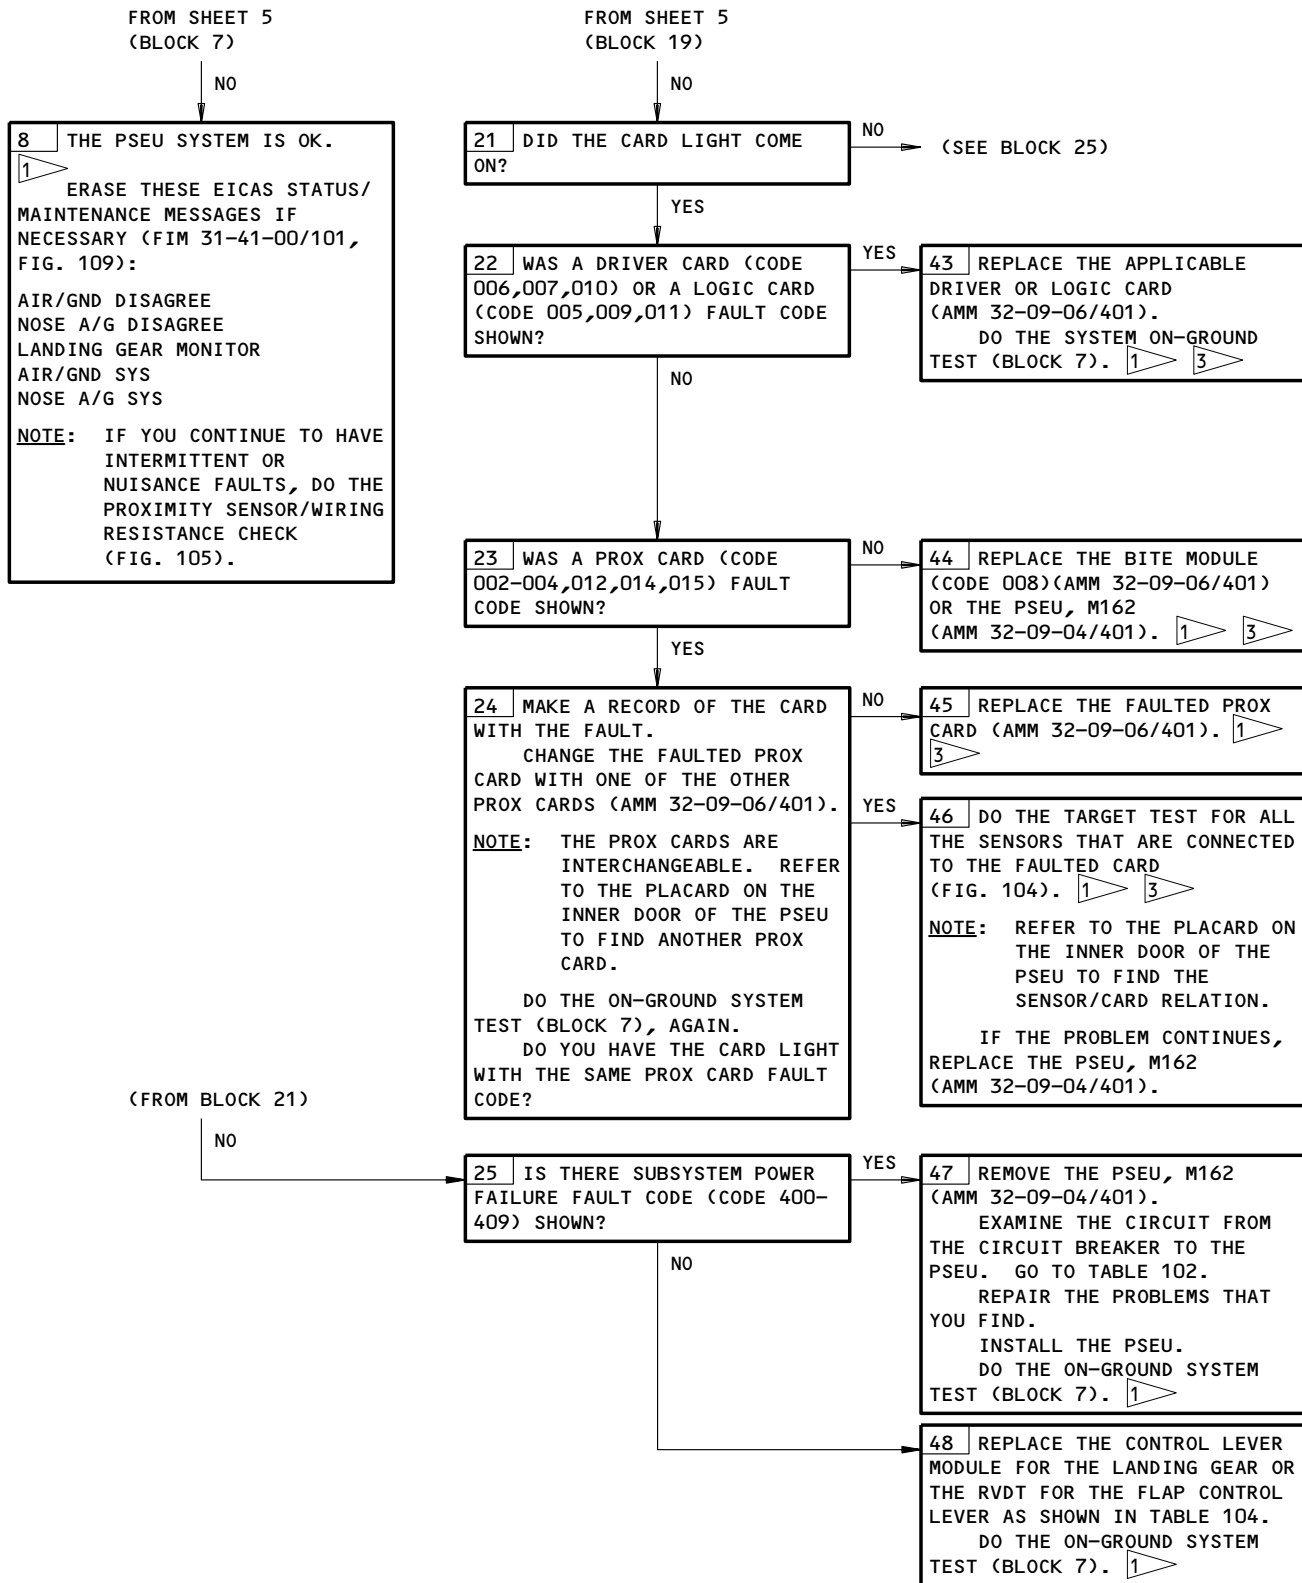 FROM SHEET 5
(BLOCK 7)
NO
8 THE PSEU SYSTEM IS OK.
1
ERASE THESE EICAS STATUS/
MAINTENANCE MESSAGES IF
NECESSARY (FIM 31-41-00/101,
FIG. 109):
AIR/GND DISAGREE
NOSE A/G DISAGREE
LANDING GEAR MONITOR
AIR/GND SYS
NOSE A/G SYS
NOTE: IF YOU CONTINUE TO HAVE
INTERMITTENT OR
NUISANCE FAULTS, DO THE
PROXIMITY SENSOR/WIRING
RESISTANCE CHECK
(FIG. 105).
FROM SHEET 5
(BLOCK 19)
NO
21 DID THE CARD LIGHT COME
ON?
NO
(SEE BLOCK 25)
YES
22 WAS A DRIVER CARD (CODE
006,007,010) OR A LOGIC CARD
(CODE 005,009,011) FAULT CODE
SHOWN?
YES
43 REPLACE THE APPLICABLE
DRIVER OR LOGIC CARD
(AMM 32-09-06/401).
DO THE SYSTEM ON-GROUND
TEST (BLOCK 7). 1 3
NO
23 WAS A PROX CARD (CODE
002-004,012,014,015) FAULT
CODE SHOWN?
NO
44 REPLACE THE BITE MODULE
(CODE 008)(AMM 32-09-06/401)
OR THE PSEU, M162
(AMM 32-09-04/401). 1 3
YES
24 MAKE A RECORD OF THE CARD
WITH THE FAULT.
CHANGE THE FAULTED PROX
CARD WITH ONE OF THE OTHER
PROX CARDS (AMM 32-09-06/401).
NOTE: THE PROX CARDS ARE
INTERCHANGEABLE. REFER
TO THE PLACARD ON THE
INNER DOOR OF THE PSEU
TO FIND ANOTHER PROX
CARD.
DO THE ON-GROUND SYSTEM
TEST (BLOCK 7), AGAIN.
DO YOU HAVE THE CARD LIGHT
WITH THE SAME PROX CARD FAULT
CODE?
NO
45 REPLACE THE FAULTED PROX
CARD (AMM 32-09-06/401). 1
3
YES
46 DO THE TARGET TEST FOR ALL
THE SENSORS THAT ARE CONNECTED
TO THE FAULTED CARD
(FIG. 104). 1 3
NOTE: REFER TO THE PLACARD ON
THE INNER DOOR OF THE
PSEU TO FIND THE
SENSOR/CARD RELATION.
IF THE PROBLEM CONTINUES,
REPLACE THE PSEU, M162
(AMM 32-09-04/401).
(FROM BLOCK 21)
NO
25 IS THERE SUBSYSTEM POWER
FAILURE FAULT CODE (CODE 400-
409) SHOWN?
YES
47 REMOVE THE PSEU, M162
(AMM 32-09-04/401).
EXAMINE THE CIRCUIT FROM
THE CIRCUIT BREAKER TO THE
PSEU. GO TO TABLE 102.
REPAIR THE PROBLEMS THAT
YOU FIND.
INSTALL THE PSEU.
DO THE ON-GROUND SYSTEM
TEST (BLOCK 7). 1
NO
48 REPLACE THE CONTROL LEVER
MODULE FOR THE LANDING GEAR OR
THE RVDT FOR THE FLAP CONTROL
LEVER AS SHOWN IN TABLE 104.
DO THE ON-GROUND SYSTEM
TEST (BLOCK 7). 1